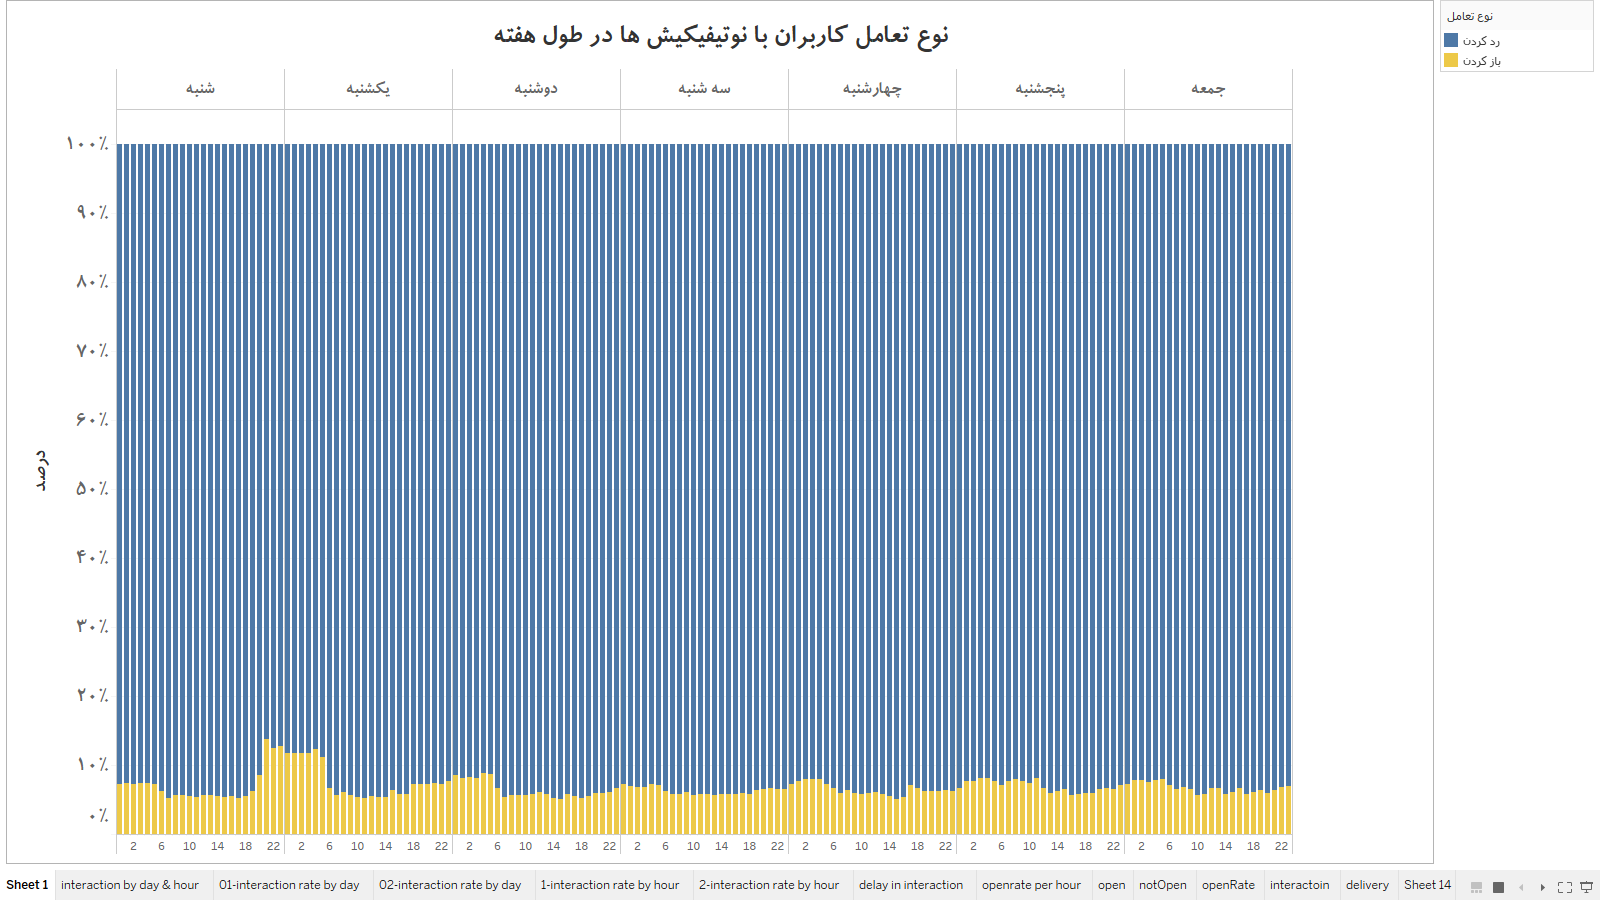 نوع تعامل کاربران با نوتیفیکیش ها در طول هفته
نوع تعامل
رد کردن
باز کردن
شنبه یکشنبه دوشنبه سه شنبه چهارشنبه پنجشنبه جمعه
۱۰۰٪
۹۰٪
۸۰٪
۷۰٪
۶۰٪
۵۰٪
۴۰٪
۳۰٪
۲۰٪
۱۰٪
۰٪
درصد
2 6 10 14 18 22 2 6 10 14 18 22 2 6 10 14 18 22 2 6 10 14 18 22 2 6 10 14 18 22 2 6 10 14 18 22 2 6 10 14 18 22
Sheet 1 interaction by day & hour 01-interaction rate by day 02-interaction rate by day 1-interaction rate by hour 2-interaction rate by hour delay in interaction openrate per hour open notOpen openRate interactoin delivery Sheet 14